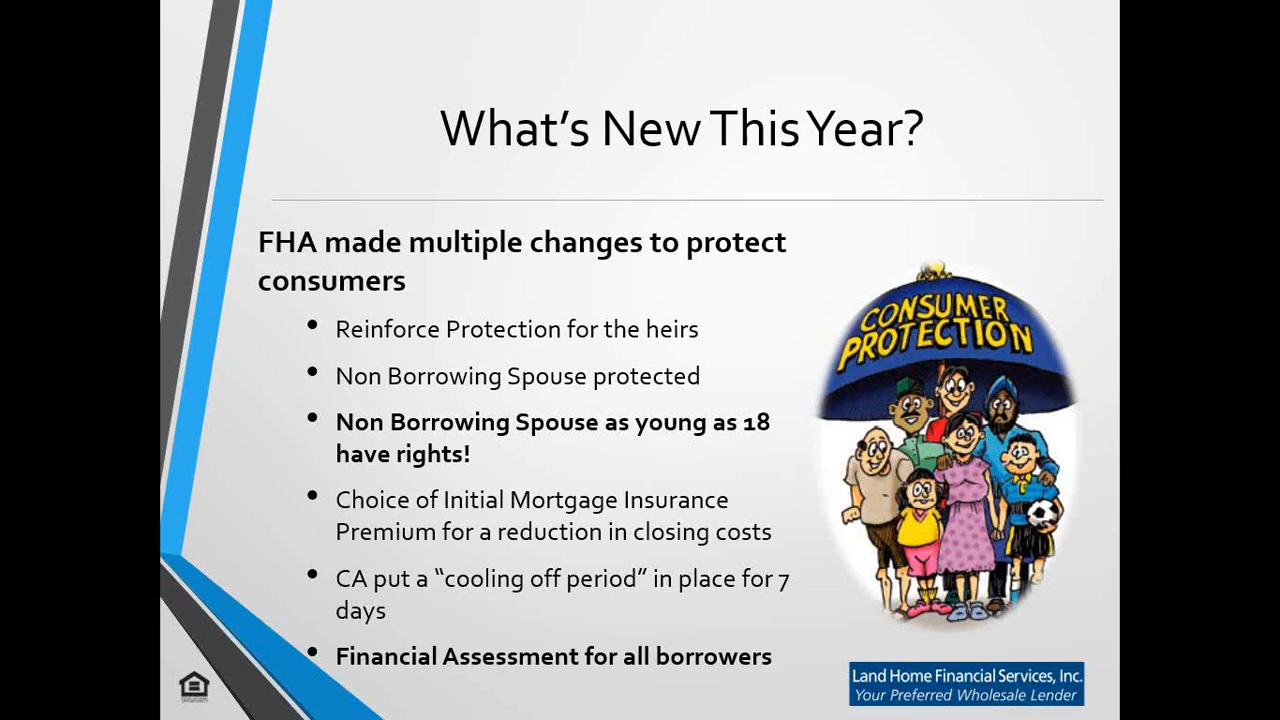 What's New This Year?
FHA made multiple changes to protect
consumers
• Reinforce Protection for the heirs
• Non Borrowing Spouse protected
• Non Borrowing Spouse as young as 18
have rights!
• Choice of Initial Mortgage Insurance
Premium for a reduction in closing costs
• CA put a “cooling off period” in place for 7
days
• Financial Assessment for all borrowers
CONSUMER
PROTECTION
Land Home Financial Services, Inc.
Your Preferred Wholesale Lender